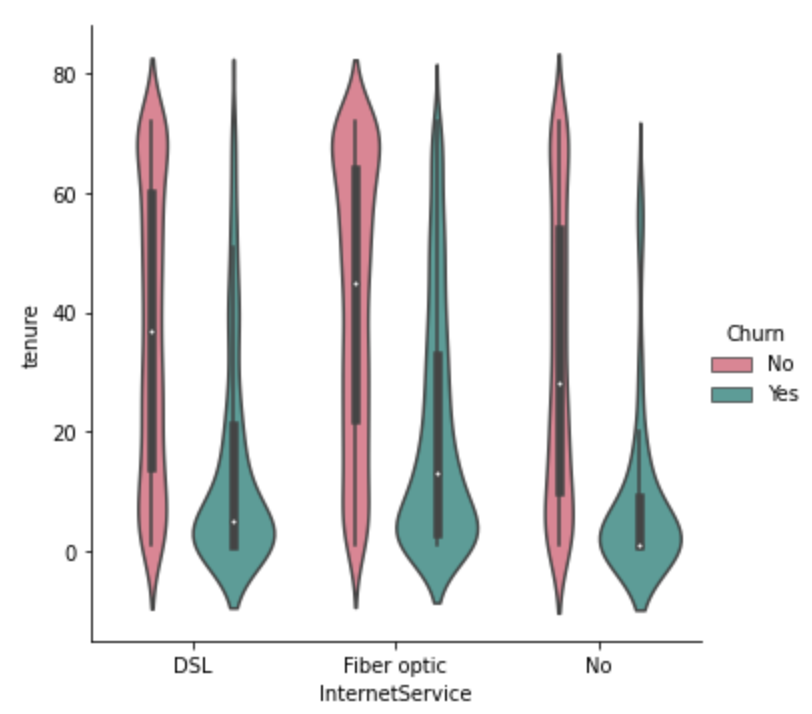 80
60
40
20
0
tenure
DSL
Fiber optic
No
InternetService
Churn
No
Yes